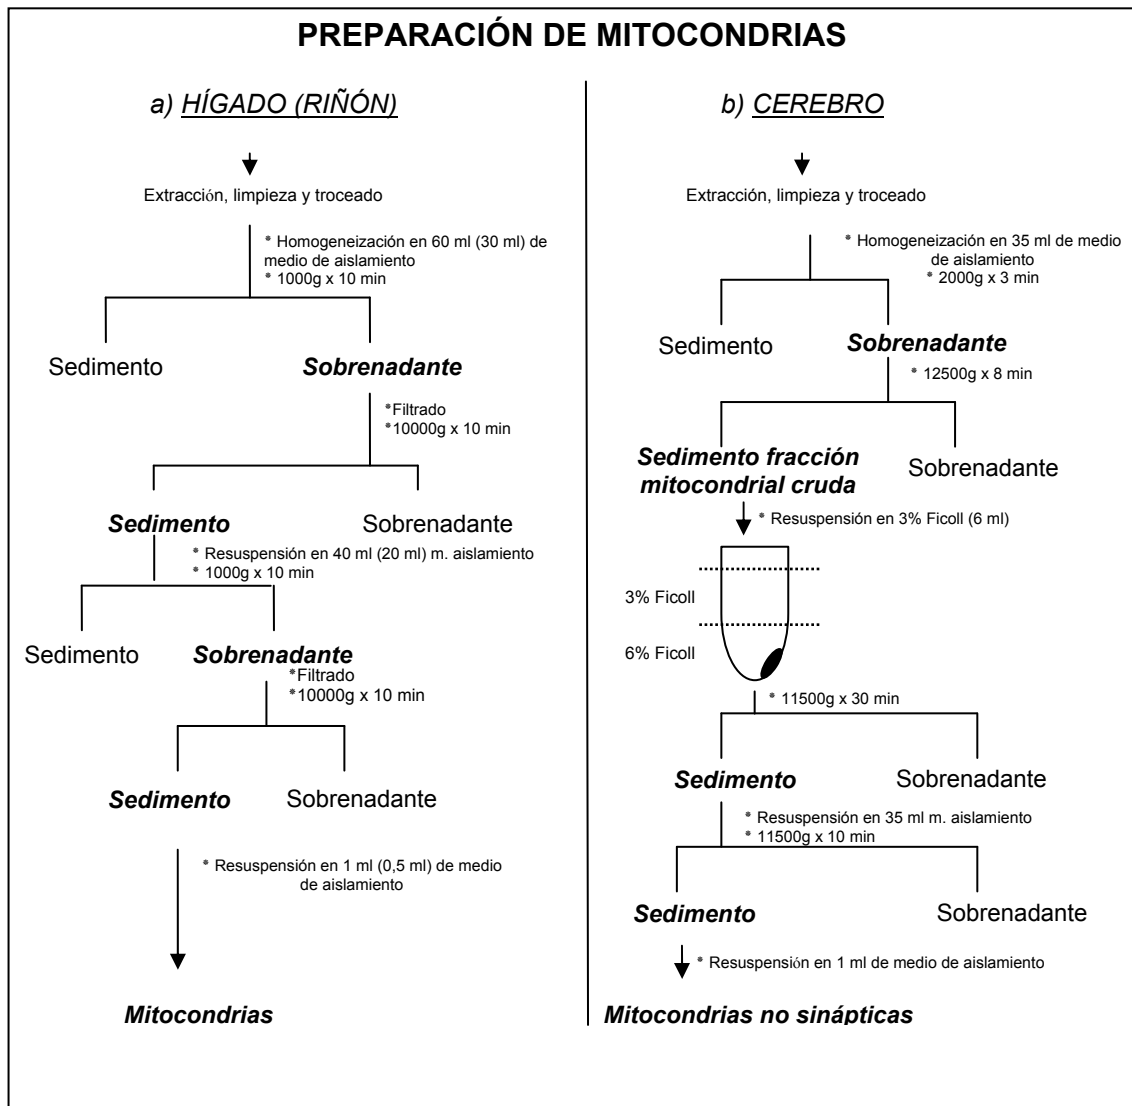 PREPARACIÓN DE MITOCONDRIAS
a) HÍGADO (RIÑÓN)
Extracción, limpieza y troceado
* Homogeneización en 60 ml (30 ml) de
medio de aislamiento
* 1000g x 10 min
Sedimento
Sobrenadante
*Filtrado
*10000g x 10 min
Sedimento
Sobrenadante
* Resuspensión en 40 ml (20 ml) m. aislamiento
* 1000g x 10 min
Sedimento
Sobrenadante
*Filtrado
*10000g x 10 min
Sedimento
Sobrenadante
* Resuspensión en 1 ml (0,5 ml) de medio
de aislamiento
Mitocondrias
b) CEREBRO
Extracción, limpieza y troceado
* Homogeneización en 35 ml de medio
de aislamiento
* 2000g x 3 min
Sedimento
Sobrenadante
* 12500g x 8 min
Sedimento fracción
mitocondrial cruda
Sobrenadante
* Resuspensión en 3% Ficoll (6 ml)
3% Ficoll
6% Ficoll
* 11500g x 30 min
Sedimento
Sobrenadante
* Resuspensión en 35 ml m. aislamiento
* 11500g x 10 min
Sedimento
Sobrenadante
* Resuspensión en 1 ml de medio de aislamiento
Mitocondrias no sinápticas